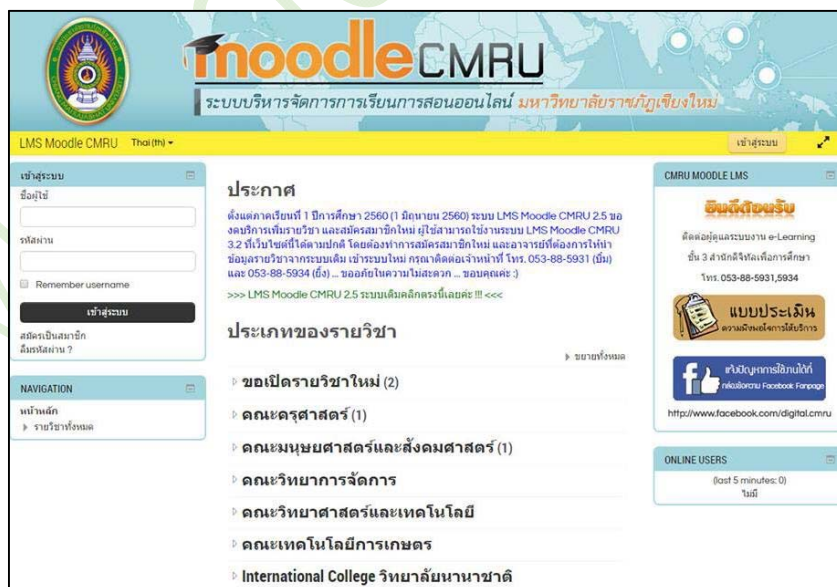 moodle CMRU
ระบบบริหารจัดการการเรียนการสอนออนไลน์ มหาวิทยาลัยราชภัฏเชียงใหม่
LMS Moodle CMRU Thai (th)
เข้าสู่ระบบ
เข้าสู่ระบบ
ชื่อผู้ใช้
รหัสผ่าน
Remember username
เข้าสู่ระบบ
สมัครเป็นสมาชิก
ลืมรหัสผ่าน ?
NAVIGATION
หน้าหลัก
รายวิชาทั้งหมด
ประกาศ
ตั้งแต่ภาคเรียนที่ 1 ปีการศึกษา 2560 (1 มิถุนายน 2560) ระบบ LMS Moodle CMRU 2.5 ขอ
งดบริการเพิ่มรายวิชา และสมัครสมาชิกใหม่ ผู้ใช้สามารถใช้งานระบบ LMS Moodle CMRU
3.2 ที่เว็บไซต์นี้ได้ตามปกติ โดยต้องทำการสมัครสมาชิกใหม่ และอาจารย์ที่ต้องการให้นำ
ข้อมูลรายวิชาจากระบบเดิม เข้าระบบใหม่ กรุณาติดต่อเจ้าหน้าที่ โทร. 053-88-5931 (บิ๋ม)
และ 053-88-5934 (ยิ้ง) ... ขออภัยในความไม่สะดวก ... ขอบคุณค่ะ :)
>>> LMS Moodle CMRU 2.5 ระบบเดิมคลิกตรงนี้เลยค่ะ !!! <<<
ประเภทของรายวิชา
ขยายทั้งหมด
ขอเปิดรายวิชาใหม่ (2)
คณะครุศาสตร์ (1)
คณะมนุษยศาสตร์และสังคมศาสตร์ (1)
คณะวิทยาการจัดการ
คณะวิทยาศาสตร์และเทคโนโลยี
คณะเทคโนโลยีการเกษตร
International College วิทยาลัยนานาชาติ
CMRU MOODLE LMS
ยินดีต้อนรับ
ติดต่อผู้ดูแลระบบงาน e-Learning
ชั้น 3 สำนักดิจิทัลเพื่อการศึกษา
โทร. 053-88-5931,5934
แบบประเมิน
ความพึงพอใจการให้บริการ
แจ้งปัญหาการใช้งานได้ที่
กล่องข้อความ Facebook Fanpage
http://www.facebook.com/digital.cmru
ONLINE USERS
(last 5 minutes: 0)
ไม่มี